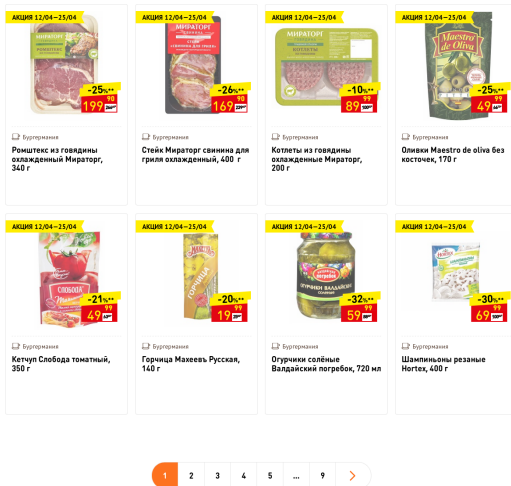 АКЦИЯ 12/04—25/04
АКЦИЯ 12/04—25/04
АКЦИЯ 12/04—25/04
АКЦИЯ 12/04—25/04
МИРАТОРГ
МИРАТОРГ
МИРАТОРГ
Maestro
de Oliva
-25%**
-26%**
-10%**
-25%**
199 90
169 90
89 99
49 99
Бургермания
Бургермания
Бургермания
Бургермания
Ромштекс из говядины
охлажденный Мираторг,
340 г
Стейк Мираторг свинина для
гриля охлажденный, 400 г
Котлеты из говядины
охлажденные Мираторг,
200 г
Оливки Maestro de oliva без
косточек, 170 г
АКЦИЯ 12/04—25/04
АКЦИЯ 12/04—25/04
АКЦИЯ 12/04—25/04
АКЦИЯ 12/04—25/04
СЛОБОДА
ГОРЧИЦА
ОГУРЧИКИ ВАЛДАЙСКИЕ
HORTEX
-21%**
-20%**
-32%**
-30%**
49 99
19 99
59 99
69 99
Бургермания
Бургермания
Бургермания
Бургермания
Кетчуп Слобода томатный,
350 г
Горчица Махеевъ Русская,
140 г
Огурчики солёные
Валдайский погребок, 720 мл
Шампиньоны резаные
Hortex, 400 г
1 2 3 4 5 ... 9